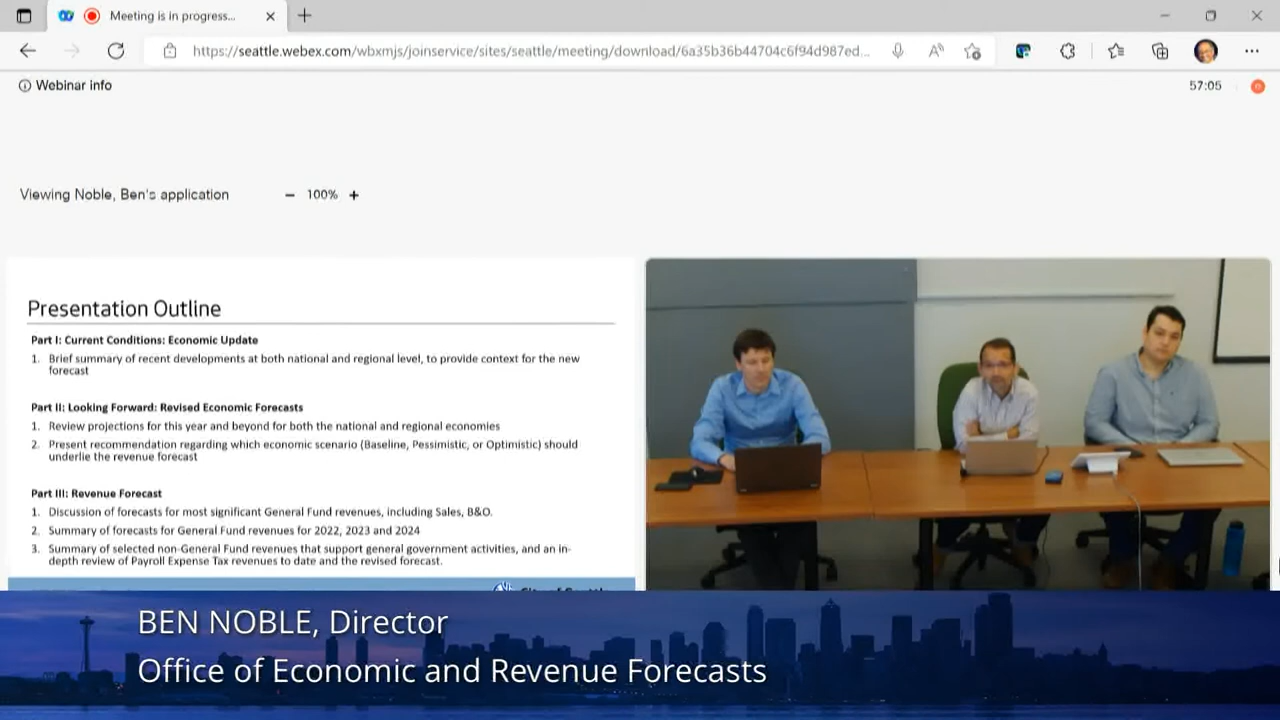 Meeting is in progress...
https://seattle.webex.com/wbxmjs/joinservice/sites/seattle/meeting/download/6a35b36b44704c6f94d987ed...
Webinar info
57:05
Viewing Noble, Ben's application
− 100% +
Presentation Outline
Part I: Current Conditions: Economic Update
1. Brief summary of recent developments at both national and regional level, to provide context for the new
forecast
Part II: Looking Forward: Revised Economic Forecasts
1. Review projections for this year and beyond for both the national and regional economies
2. Present recommendation regarding which economic scenario (Baseline, Pessimistic, or Optimistic) should
underlie the revenue forecast
Part III: Revenue Forecast
1. Discussion of forecasts for most significant General Fund revenues, including Sales, B&O.
2. Summary of forecasts for General Fund revenues for 2022, 2023 and 2024
3. Summary of selected non-General Fund revenues that support general government activities, and an in-
depth review of Payroll Expense Tax revenues to date and the revised forecast.
BEN NOBLE, Director
Office of Economic and Revenue Forecasts